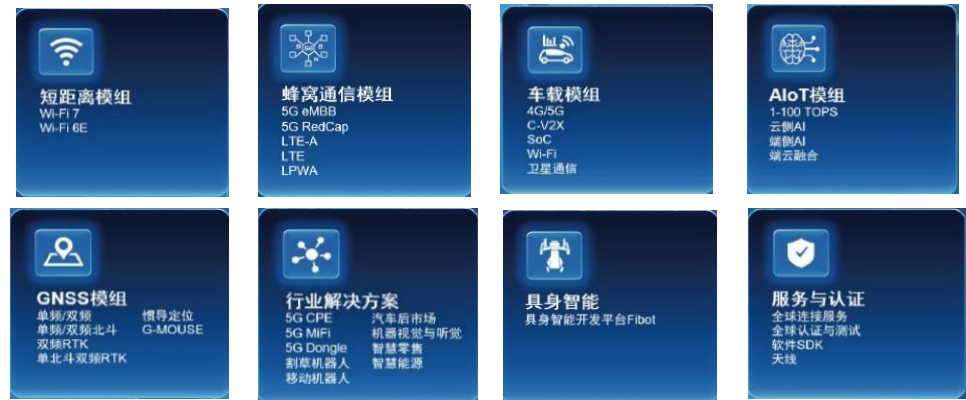 短距离模组
Wi-Fi 7
Wi-Fi 6E
5G
蜂窝通信模组
5G eMBB
5G RedCap
LTE-A
LTE
LPWA
车载模组
4G/5G
C-V2X
SoC
Wi-Fi
卫星通信
AIoT模组
1-100 TOPS
云侧AI
端侧AI
端云融合
GNSS模组
单频/双频 惯导定位
单频/双频北斗 G-MOUSE
双频RTK
单北斗双频RTK
行业解决方案
5G CPE 汽车后市场
5G MiFi 机器视觉与听觉
5G Dongle 智慧零售
割草机器人 智慧能源
移动机器人
具身智能
具身智能开发平台Fibot
服务与认证
全球连接服务
全球认证与测试
软件SDK
天线